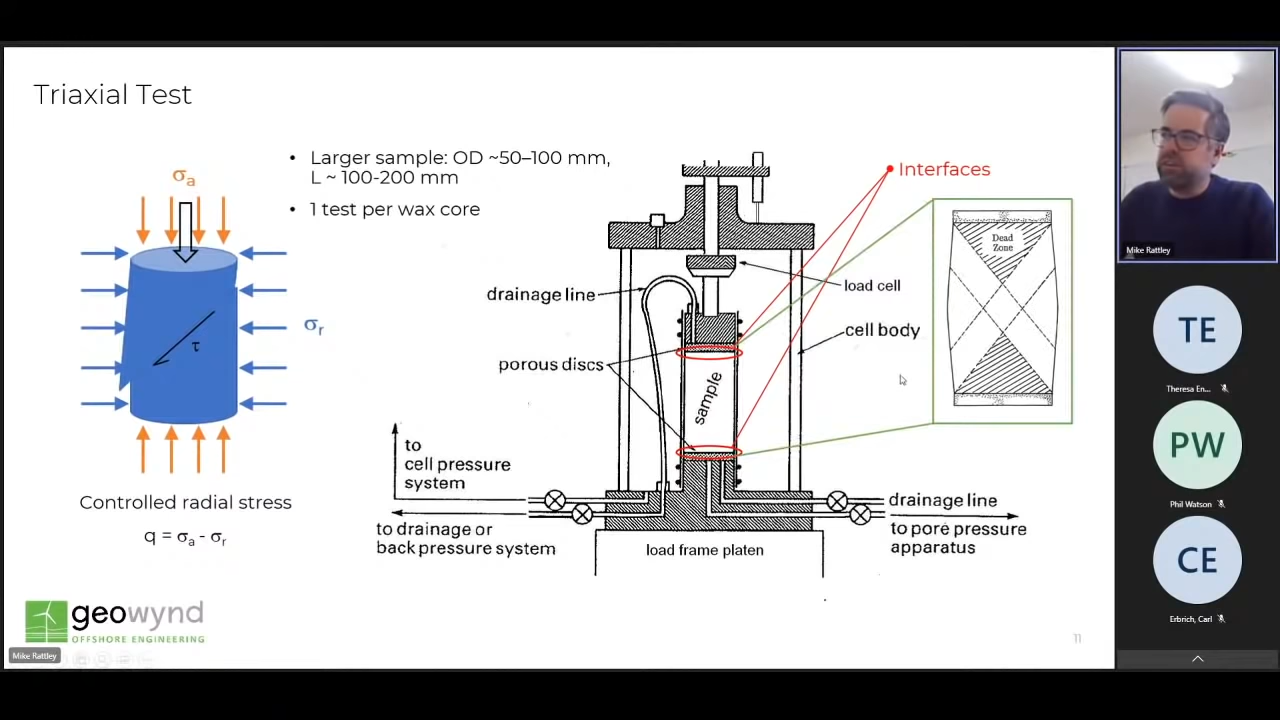 Triaxial Test
• Larger sample: OD ~50–100 mm,
L ~ 100-200 mm
• 1 test per wax core
σa
σr
τ
Controlled radial stress
q = σa - σr
Interfaces
Dead
Zone
load cell
drainage line
cell body
porous discs
sample
to
cell pressure
system
drainage line
to drainage or
back pressure system
to pore pressure
apparatus
load frame platen
geowynd
OFFSHORE ENGINEERING
11
Mike Rattley
Mike Rattley
TE
Theresa En...
PW
Phil Watson
CE
Erbrich, Carl